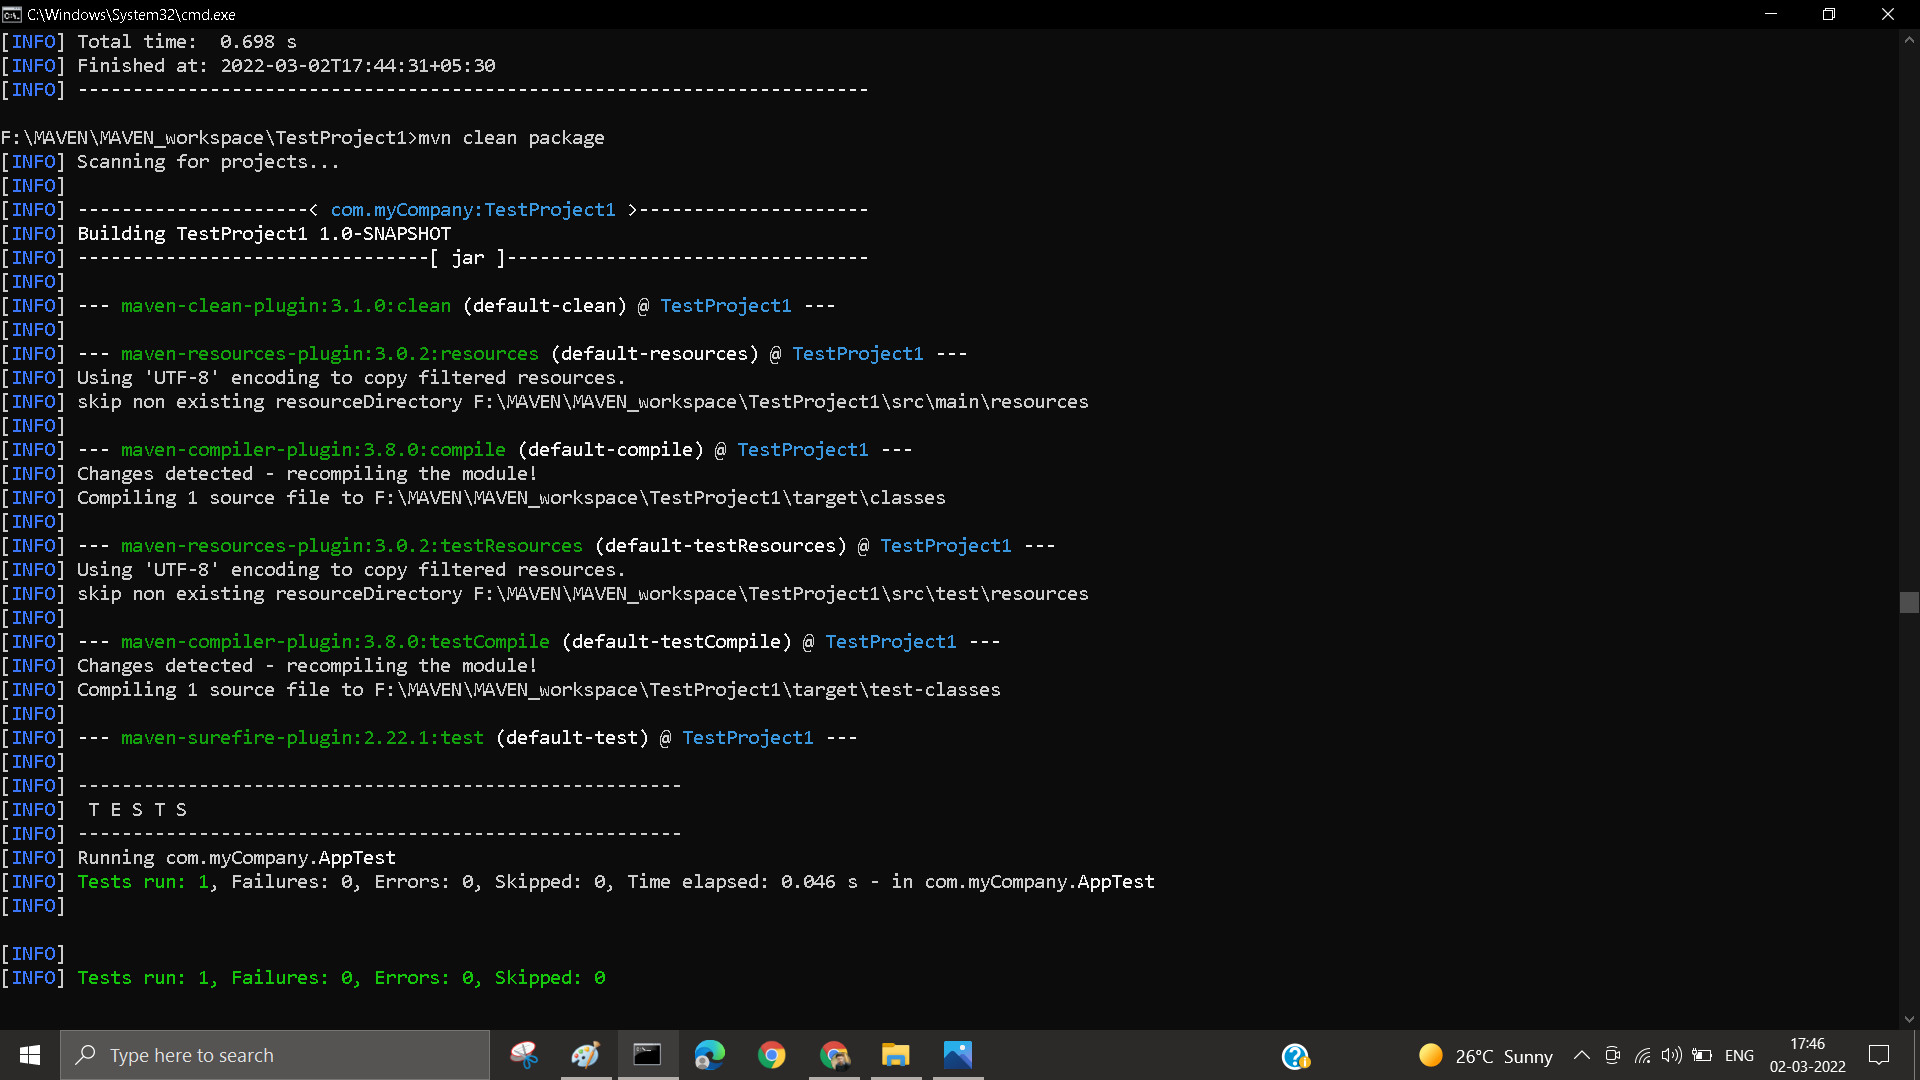 C:\Windows\System32\cmd.exe
[INFO] Total time:  0.698 s
[INFO] Finished at: 2022-03-02T17:44:31+05:30
[INFO] ------------------------------------------------------------------------
F:\MAVEN\MAVEN_workspace\TestProject1>mvn clean package
[INFO] Scanning for projects...
[INFO]
[INFO] ---------------------< com.myCompany:TestProject1 >---------------------
[INFO] Building TestProject1 1.0-SNAPSHOT
[INFO] --------------------------------[ jar ]---------------------------------
[INFO]
[INFO] --- maven-clean-plugin:3.1.0:clean (default-clean) @ TestProject1 ---
[INFO]
[INFO] --- maven-resources-plugin:3.0.2:resources (default-resources) @ TestProject1 ---
[INFO] Using 'UTF-8' encoding to copy filtered resources.
[INFO] skip non existing resourceDirectory F:\MAVEN\MAVEN_workspace\TestProject1\src\main\resources
[INFO]
[INFO] --- maven-compiler-plugin:3.8.0:compile (default-compile) @ TestProject1 ---
[INFO] Changes detected - recompiling the module!
[INFO] Compiling 1 source file to F:\MAVEN\MAVEN_workspace\TestProject1\target\classes
[INFO]
[INFO] --- maven-resources-plugin:3.0.2:testResources (default-testResources) @ TestProject1 ---
[INFO] Using 'UTF-8' encoding to copy filtered resources.
[INFO] skip non existing resourceDirectory F:\MAVEN\MAVEN_workspace\TestProject1\src\test\resources
[INFO]
[INFO] --- maven-compiler-plugin:3.8.0:testCompile (default-testCompile) @ TestProject1 ---
[INFO] Changes detected - recompiling the module!
[INFO] Compiling 1 source file to F:\MAVEN\MAVEN_workspace\TestProject1\target\test-classes
[INFO]
[INFO] --- maven-surefire-plugin:2.22.1:test (default-test) @ TestProject1 ---
[INFO]
[INFO] -------------------------------------------------------
[INFO]  T E S T S
[INFO] -------------------------------------------------------
[INFO] Running com.myCompany.AppTest
[INFO] Tests run: 1, Failures: 0, Errors: 0, Skipped: 0, Time elapsed: 0.046 s - in com.myCompany.AppTest
[INFO]
[INFO]
[INFO] Tests run: 1, Failures: 0, Errors: 0, Skipped: 0
Type here to search
26°C Sunny
ENG
17:46
02-03-2022